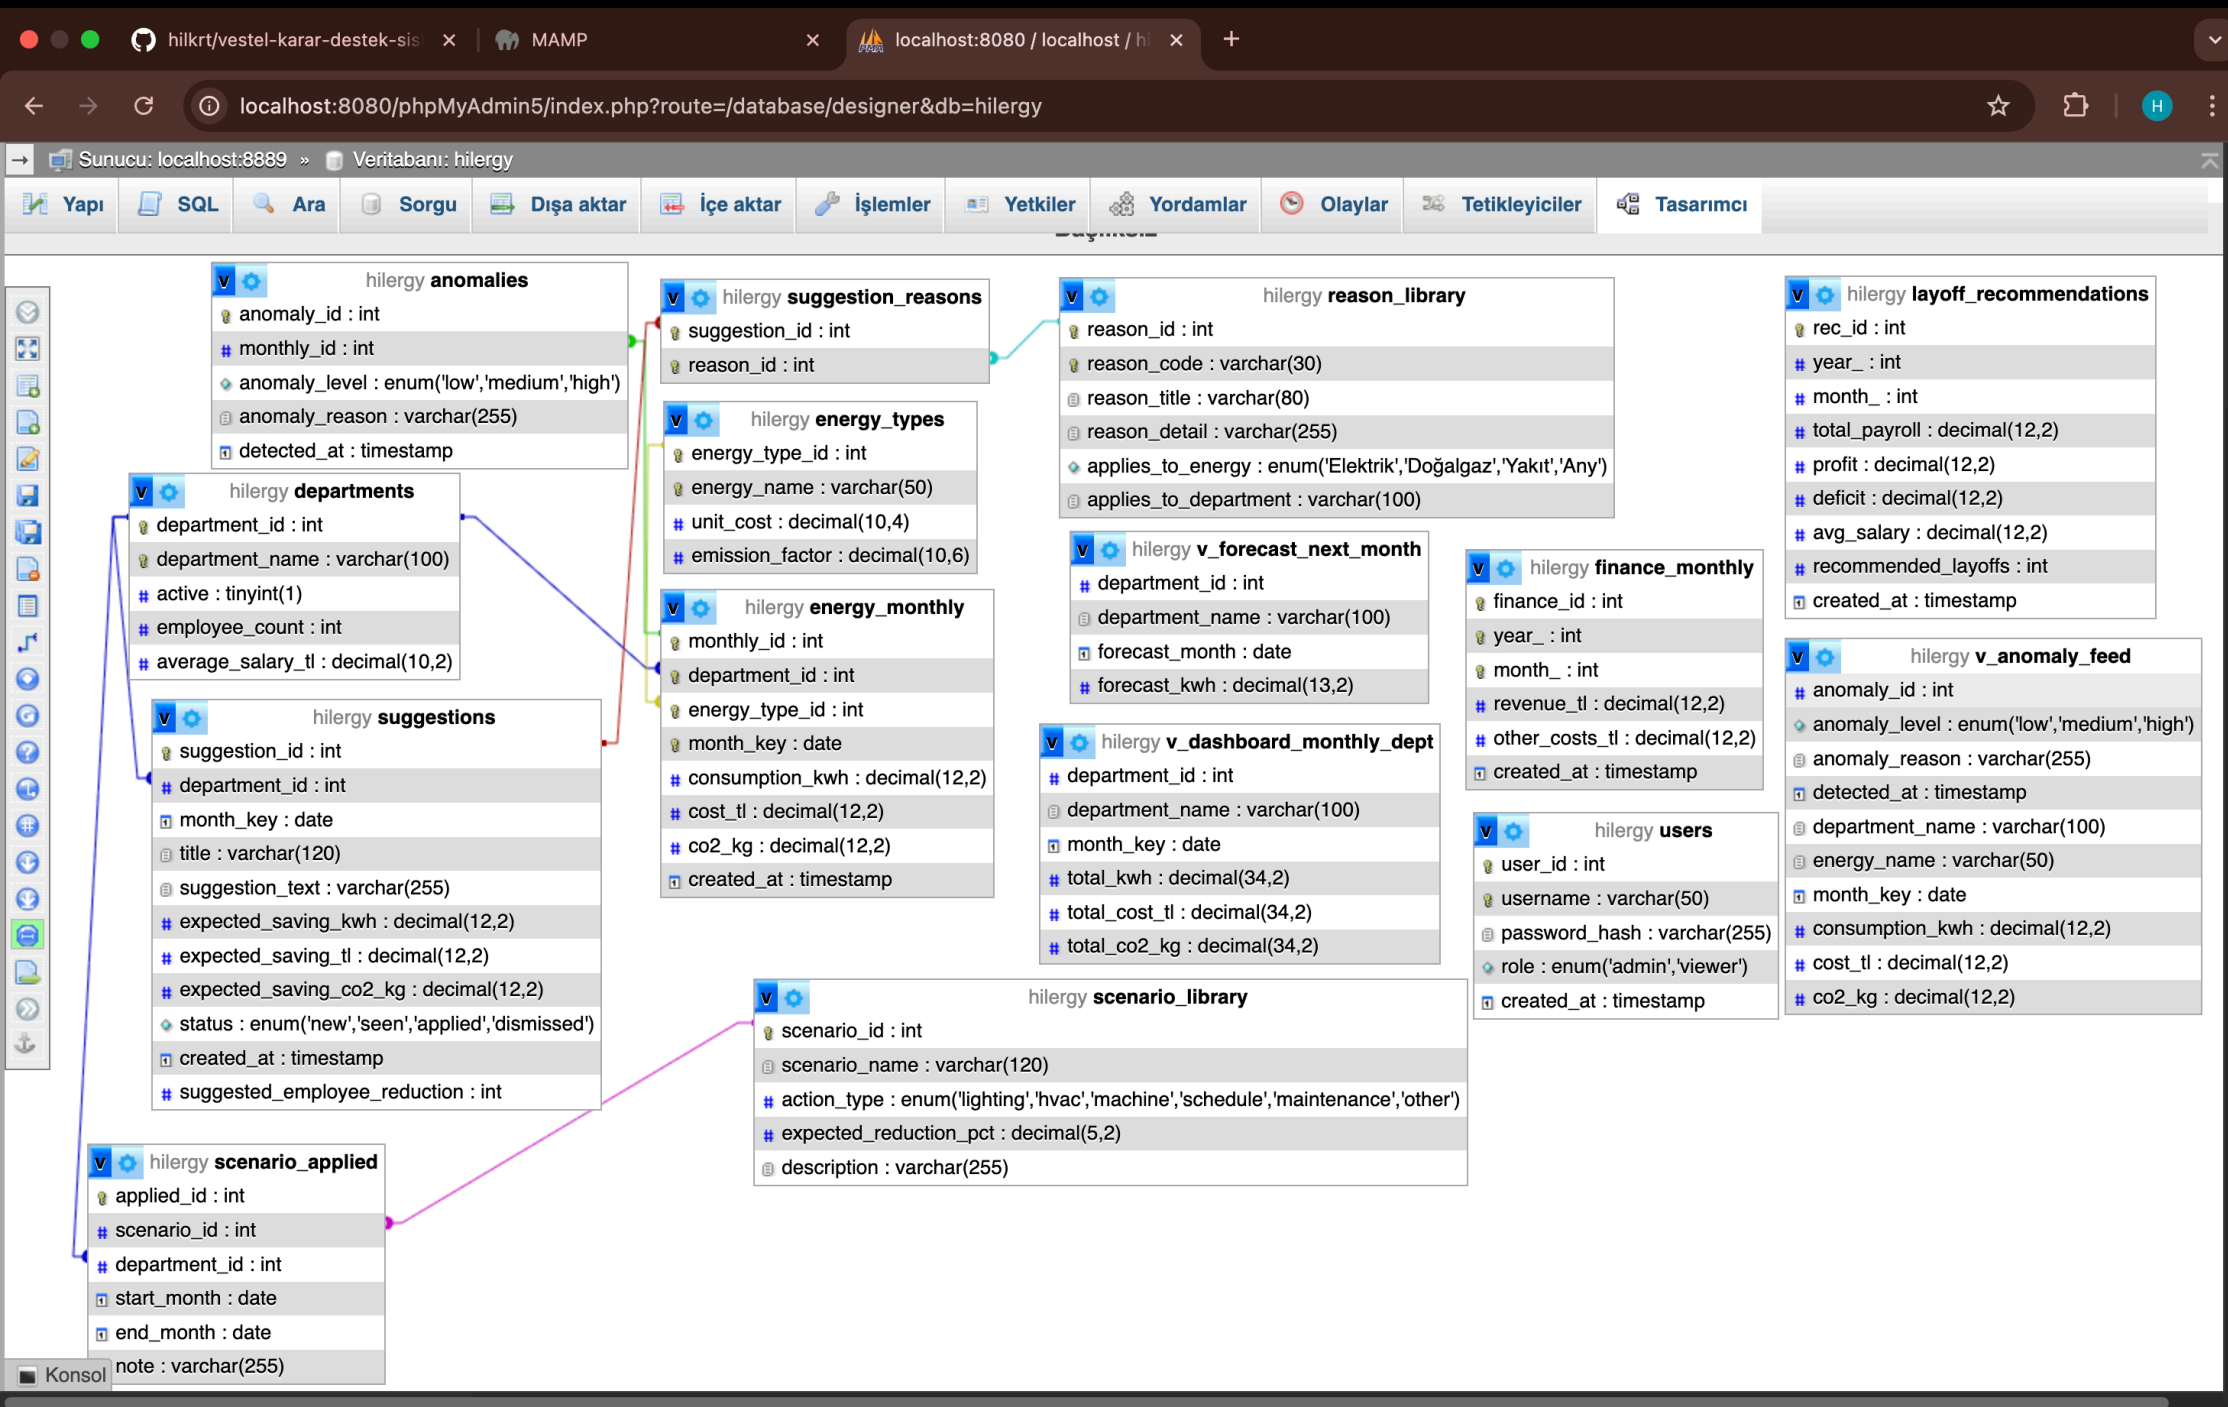 hilkrt/vestel-karar-destek-sis
MAMP
localhost:8080 / localhost / hi
localhost:8080/phpMyAdmin5/index.php?route=/database/designer&db=hilergy
H
Sunucu: localhost:8889 » Veritabanı: hilergy
Yapı SQL Ara Sorgu Dışa aktar İçe aktar İşlemler Yetkiler Yordamlar Olaylar Tetikleyiciler Tasarımcı
Başlıksız
v hilergy anomalies
anomaly_id : int
# monthly_id : int
anomaly_level : enum('low','medium','high')
anomaly_reason : varchar(255)
detected_at : timestamp
v hilergy departments
department_id : int
department_name : varchar(100)
# active : tinyint(1)
# employee_count : int
# average_salary_tl : decimal(10,2)
v hilergy suggestions
suggestion_id : int
# department_id : int
month_key : date
title : varchar(120)
suggestion_text : varchar(255)
# expected_saving_kwh : decimal(12,2)
# expected_saving_tl : decimal(12,2)
# expected_saving_co2_kg : decimal(12,2)
status : enum('new','seen','applied','dismissed')
created_at : timestamp
# suggested_employee_reduction : int
v hilergy scenario_applied
applied_id : int
# scenario_id : int
# department_id : int
start_month : date
end_month : date
note : varchar(255)
Konsol
v hilergy suggestion_reasons
suggestion_id : int
reason_id : int
v hilergy energy_types
energy_type_id : int
energy_name : varchar(50)
# unit_cost : decimal(10,4)
# emission_factor : decimal(10,6)
v hilergy energy_monthly
monthly_id : int
department_id : int
energy_type_id : int
month_key : date
# consumption_kwh : decimal(12,2)
# cost_tl : decimal(12,2)
# co2_kg : decimal(12,2)
created_at : timestamp
v hilergy reason_library
reason_id : int
reason_code : varchar(30)
reason_title : varchar(80)
reason_detail : varchar(255)
applies_to_energy : enum('Elektrik','Doğalgaz','Yakıt','Any')
applies_to_department : varchar(100)
v hilergy v_forecast_next_month
# department_id : int
department_name : varchar(100)
forecast_month : date
# forecast_kwh : decimal(13,2)
v hilergy v_dashboard_monthly_dept
# department_id : int
department_name : varchar(100)
month_key : date
# total_kwh : decimal(34,2)
# total_cost_tl : decimal(34,2)
# total_co2_kg : decimal(34,2)
v hilergy scenario_library
scenario_id : int
scenario_name : varchar(120)
# action_type : enum('lighting','hvac','machine','schedule','maintenance','other')
# expected_reduction_pct : decimal(5,2)
description : varchar(255)
v hilergy finance_monthly
finance_id : int
year_ : int
month_ : int
# revenue_tl : decimal(12,2)
# other_costs_tl : decimal(12,2)
created_at : timestamp
v hilergy users
user_id : int
username : varchar(50)
password_hash : varchar(255)
role : enum('admin','viewer')
created_at : timestamp
v hilergy layoff_recommendations
rec_id : int
# year_ : int
# month_ : int
# total_payroll : decimal(12,2)
# profit : decimal(12,2)
# deficit : decimal(12,2)
# avg_salary : decimal(12,2)
# recommended_layoffs : int
created_at : timestamp
v hilergy v_anomaly_feed
# anomaly_id : int
anomaly_level : enum('low','medium','high')
anomaly_reason : varchar(255)
detected_at : timestamp
department_name : varchar(100)
energy_name : varchar(50)
month_key : date
# consumption_kwh : decimal(12,2)
# cost_tl : decimal(12,2)
# co2_kg : decimal(12,2)